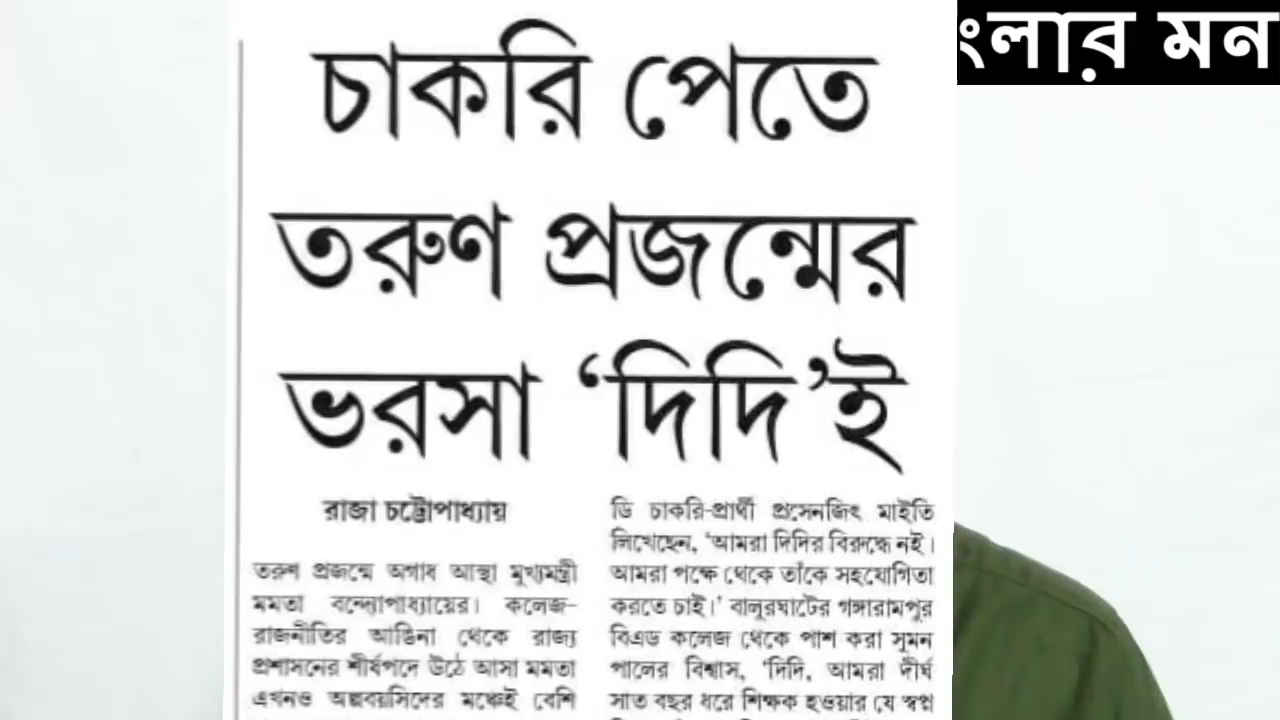 ংলার মন
চাকরি পেতে
তরুণ প্রজন্মের
ভরসা ‘দিদি’ই
রাজা চট্টোপাধ্যায়
তরুণ প্রজন্মে অগাধ আস্থা মুখ্যমন্ত্রী
মমতা বন্দ্যোপাধ্যায়ের। কলেজ-
রাজনীতির আঙিনা থেকে রাজ্য
প্রশাসনের শীর্ষপদে উঠে আসা মমতা
এখনও অল্পবয়সিদের মঞ্চেই বেশি
ডি চাকরি-প্রার্থী প্রসেনজিৎ মাইতি
লিখেছেন, ‘আমরা দিদির বিরুদ্ধে নই।
আমরা পক্ষে থেকে তাঁকে সহযোগিতা
করতে চাই।’ বালুরঘাটের গঙ্গারামপুর
বিএড কলেজ থেকে পাশ করা সুমন
পালের বিশ্বাস, ‘দিদি, আমরা দীর্ঘ
সাত বছর ধরে শিক্ষক হওয়ার যে স্বপ্ন